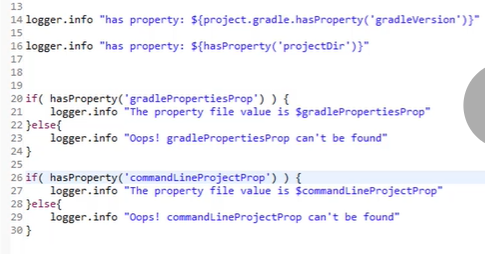 13
14 logger.info "has property: ${project.gradle.hasProperty('gradleVersion')}"
15
16 logger.info "has property: ${hasProperty('projectDir')}"
17
18
19
20 if( hasProperty('gradlePropertiesProp') ) {
21 logger.info "The property file value is $gradlePropertiesProp"
22 }else{
23 logger.info "Oops! gradlePropertiesProp can't be found"
24 }
25
26 if( hasProperty('commandLineProjectProp') ) {
27 logger.info "The property file value is $commandLineProjectProp"
28 }else{
29 logger.info "Oops! commandLineProjectProp can't be found"
30 }